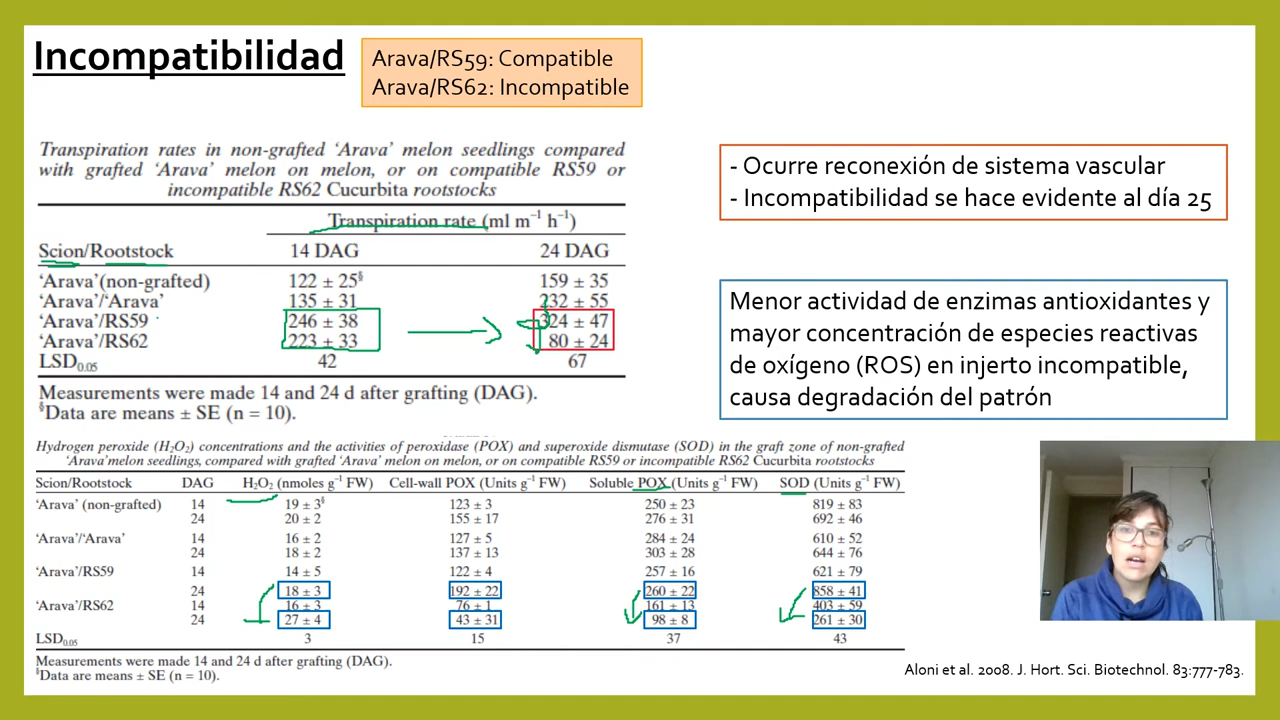 Incompatibilidad
Arava/RS59: Compatible
Arava/RS62: Incompatible
Transpiration rates in non-grafted ‘Arava’ melon seedlings compared
with grafted ‘Arava’ melon on melon, or on compatible RS59 or
incompatible RS62 Cucurbita rootstocks
Transpiration rate (ml m⁻¹ h⁻¹)
Scion/Rootstock 14 DAG 24 DAG
‘Arava’(non-grafted) 122 ± 25§ 159 ± 35
‘Arava’/‘Arava’ 135 ± 31 232 ± 55
‘Arava’/RS59 246 ± 38 324 ± 47
‘Arava’/RS62 223 ± 33 80 ± 24
LSD0.05 42 67
Measurements were made 14 and 24 d after grafting (DAG).
§Data are means ± SE (n = 10).
- Ocurre reconexión de sistema vascular
- Incompatibilidad se hace evidente al día 25
Menor actividad de enzimas antioxidantes y
mayor concentración de especies reactivas
de oxígeno (ROS) en injerto incompatible,
causa degradación del patrón
Hydrogen peroxide (H₂O₂) concentrations and the activities of peroxidase (POX) and superoxide dismutase (SOD) in the graft zone of non-grafted
‘Arava’melon seedlings, compared with grafted ‘Arava’ melon on melon, or on compatible RS59 or incompatible RS62 Cucurbita rootstocks
Scion/Rootstock DAG H₂O₂ (nmoles g⁻¹ FW) Cell-wall POX (Units g⁻¹ FW) Soluble POX (Units g⁻¹ FW) SOD (Units g⁻¹ FW)
‘Arava’ (non-grafted) 14 19 ± 3§ 123 ± 3 250 ± 23 819 ± 83
24 20 ± 2 155 ± 17 276 ± 31 692 ± 46
‘Arava’/‘Arava’ 14 16 ± 2 127 ± 5 284 ± 24 610 ± 52
24 18 ± 2 137 ± 13 303 ± 28 644 ± 76
‘Arava’/RS59 14 14 ± 5 122 ± 4 257 ± 16 621 ± 79
24 18 ± 3 192 ± 22 260 ± 22 858 ± 41
‘Arava’/RS62 14 16 ± 3 76 ± 1 161 ± 13 403 ± 59
24 27 ± 4 43 ± 31 98 ± 8 261 ± 30
LSD0.05 3 15 37 43
Measurements were made 14 and 24 d after grafting (DAG).
§Data are means ± SE (n = 10).
Aloni et al. 2008. J. Hort. Sci. Biotechnol. 83:777-783.